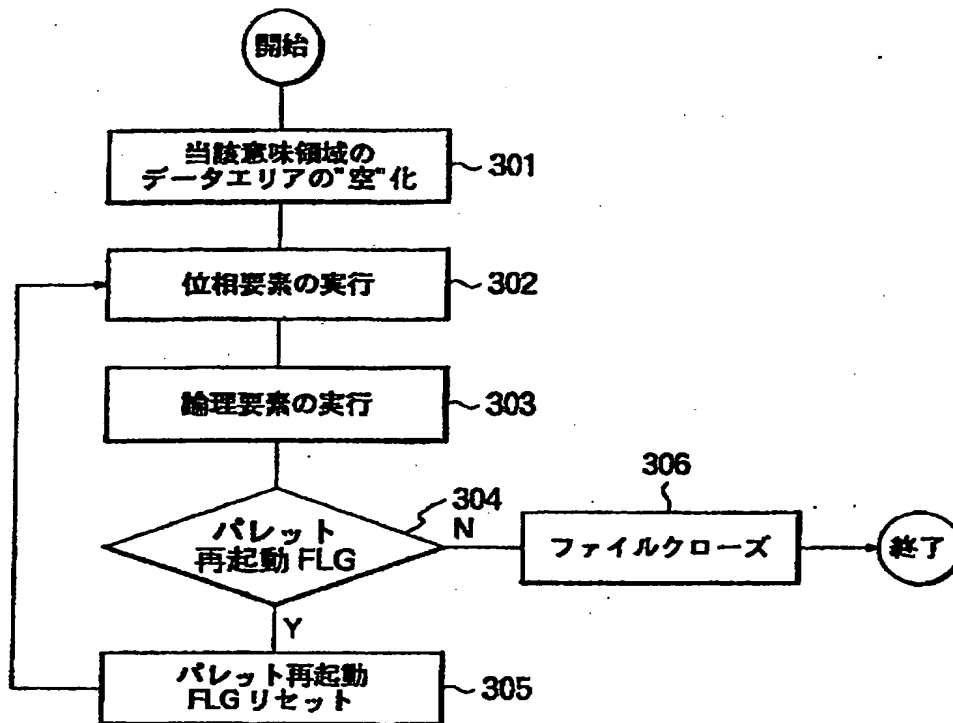 開始
当該意味領域の
データエリアの"空"化
301
位相要素の実行
302
論理要素の実行
303
304
パレット
再起動 FLG
N
306
ファイルクローズ
終了
Y
パレット再起動
FLG リセット
305